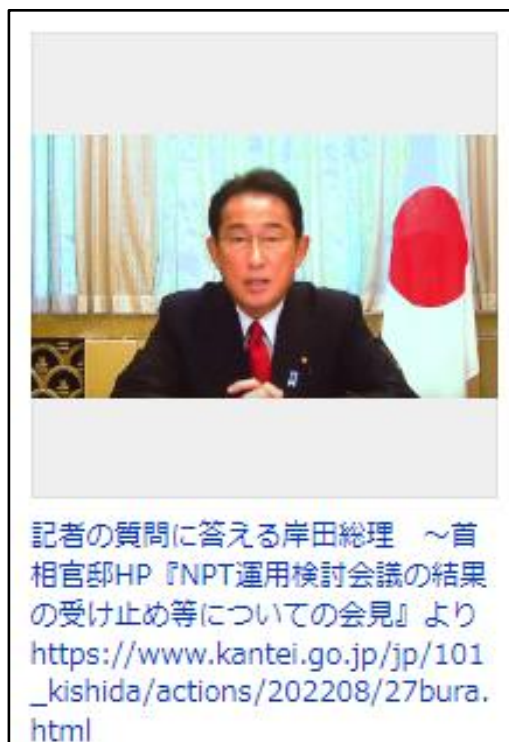 記者の質問に答える岸田総理　～首
相官邸HP『NPT運用検討会議の結果
の受け止め等についての会見』より
https://www.kantei.go.jp/jp/101
_kishida/actions/202208/27bura.
html